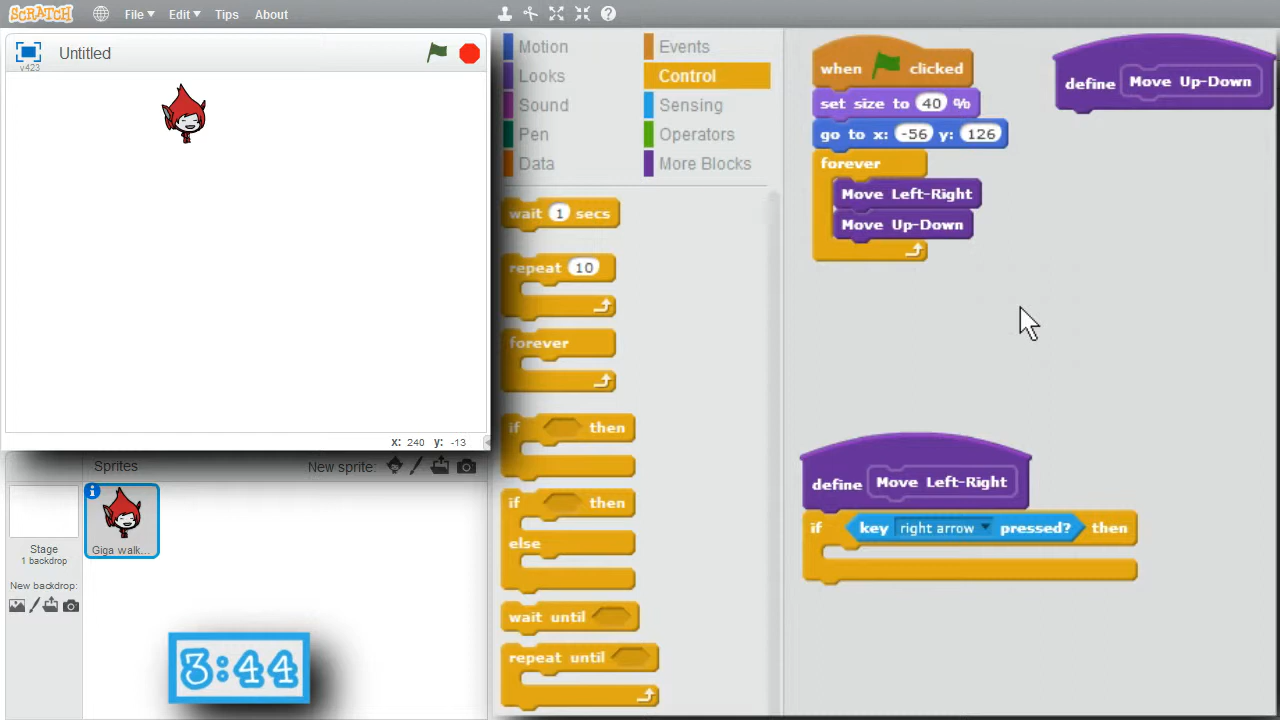 SCRATCH File Edit Tips About
v423 Untitled
x: 240 y: -13
Sprites New sprite:
Stage
1 backdrop
New backdrop:
Giga walk...
3:44
Motion
Looks
Sound
Pen
Data
Events
Control
Sensing
Operators
More Blocks
wait 1 secs
repeat 10
forever
if then
if then
else
wait until
repeat until
when clicked
set size to 40 %
go to x: -56 y: 126
forever
Move Left-Right
Move Up-Down
define Move Up-Down
define Move Left-Right
if key right arrow pressed? then